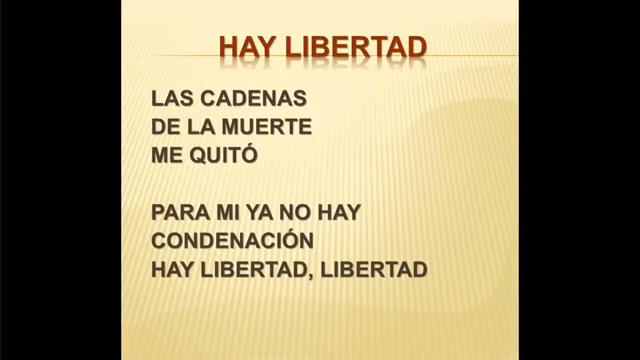 HAY LIBERTAD
LAS CADENAS
DE LA MUERTE
ME QUITÓ
PARA MI YA NO HAY
CONDENACIÓN
HAY LIBERTAD, LIBERTAD